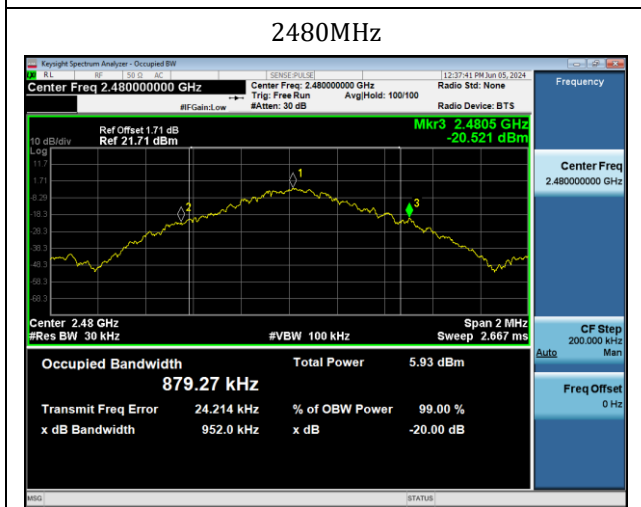 2480MHz
Keysight Spectrum Analyzer - Occupied BW
RL RF 50 Ω AC SENSE:PULSE 12:37:41 PM Jun 05, 2024
Center Freq 2.480000000 GHz Center Freq: 2.480000000 GHz Radio Std: None
Trig: Free Run Avg|Hold: 100/100
#IFGain:Low #Atten: 30 dB Radio Device: BTS
Ref Offset 1.71 dB Mkr3 2.4805 GHz
10 dB/div Ref 21.71 dBm -20.521 dBm
Log
11.7
1.71
-8.29
-18.3
-28.3
-38.3
-48.3
-58.3
-68.3
1
2
3
Center 2.48 GHz Span 2 MHz
#Res BW 30 kHz #VBW 100 kHz Sweep 2.667 ms
Occupied Bandwidth Total Power 5.93 dBm
879.27 kHz
Transmit Freq Error 24.214 kHz % of OBW Power 99.00 %
x dB Bandwidth 952.0 kHz x dB -20.00 dB
MSG STATUS
Frequency
Center Freq
2.480000000 GHz
CF Step
200.000 kHz
Auto Man
Freq Offset
0 Hz